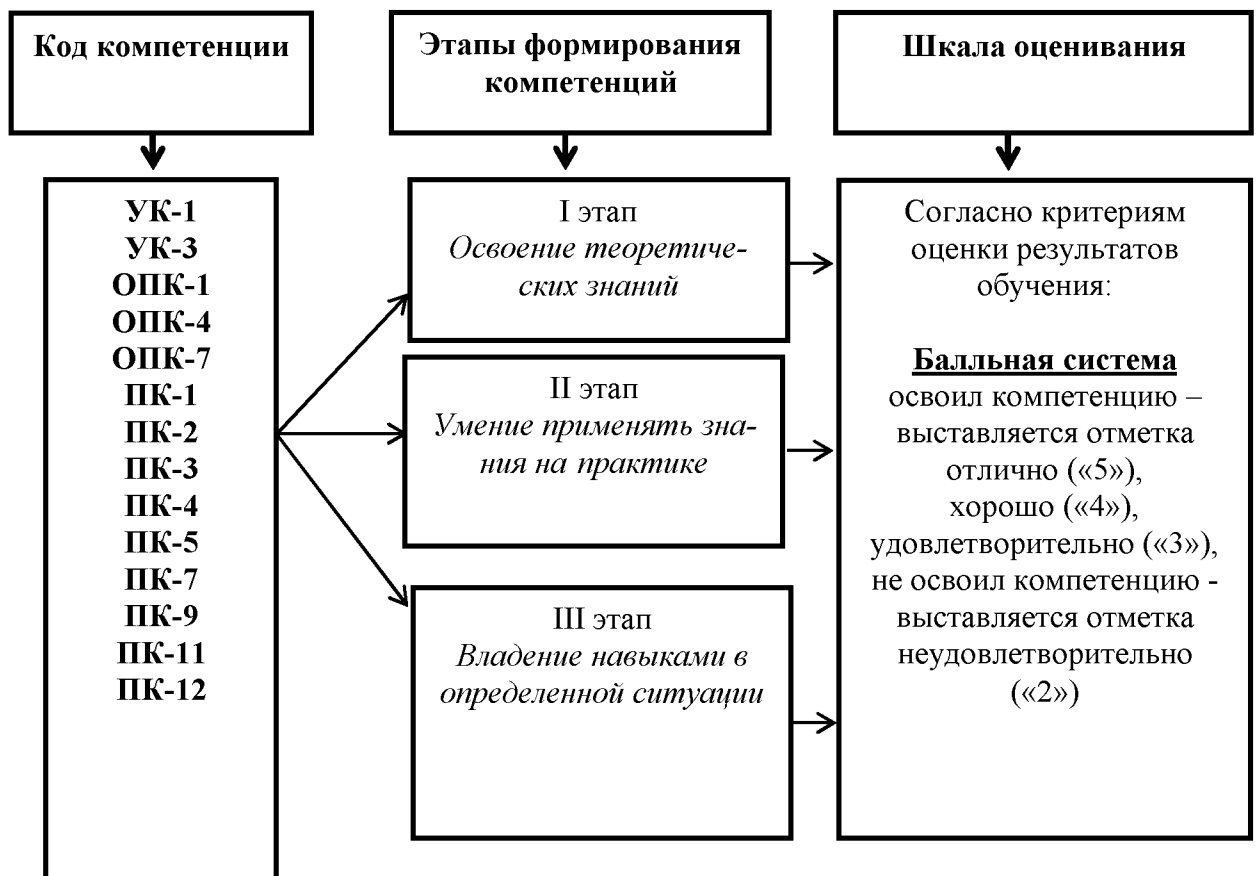 Код компетенции
Этапы формирования
компетенций
Шкала оценивания
УК-1
УК-3
ОПК-1
ОПК-4
ОПК-7
ПК-1
ПК-2
ПК-3
ПК-4
ПК-5
ПК-7
ПК-9
ПК-11
ПК-12
I этап
Освоение теоретиче-
ских знаний
II этап
Умение применять зна-
ния на практике
III этап
Владение навыками в
определенной ситуации
Согласно критериям
оценки результатов
обучения:
Балльная система
освоил компетенцию –
выставляется отметка
отлично («5»),
хорошо («4»),
удовлетворительно («3»),
не освоил компетенцию -
выставляется отметка
неудовлетворительно
(«2»)